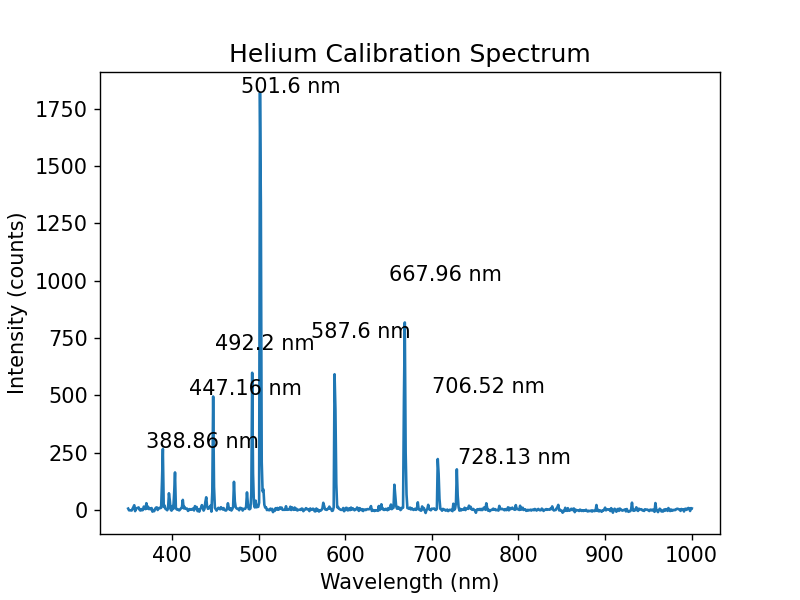 Helium Calibration Spectrum
501.6 nm
1750
1500
1250
1000
667.96 nm
750
587.6 nm
492.2 nm
500
447.16 nm
706.52 nm
250
388.86 nm
728.13 nm
0
Intensity (counts)
400 500 600 700 800 900 1000
Wavelength (nm)